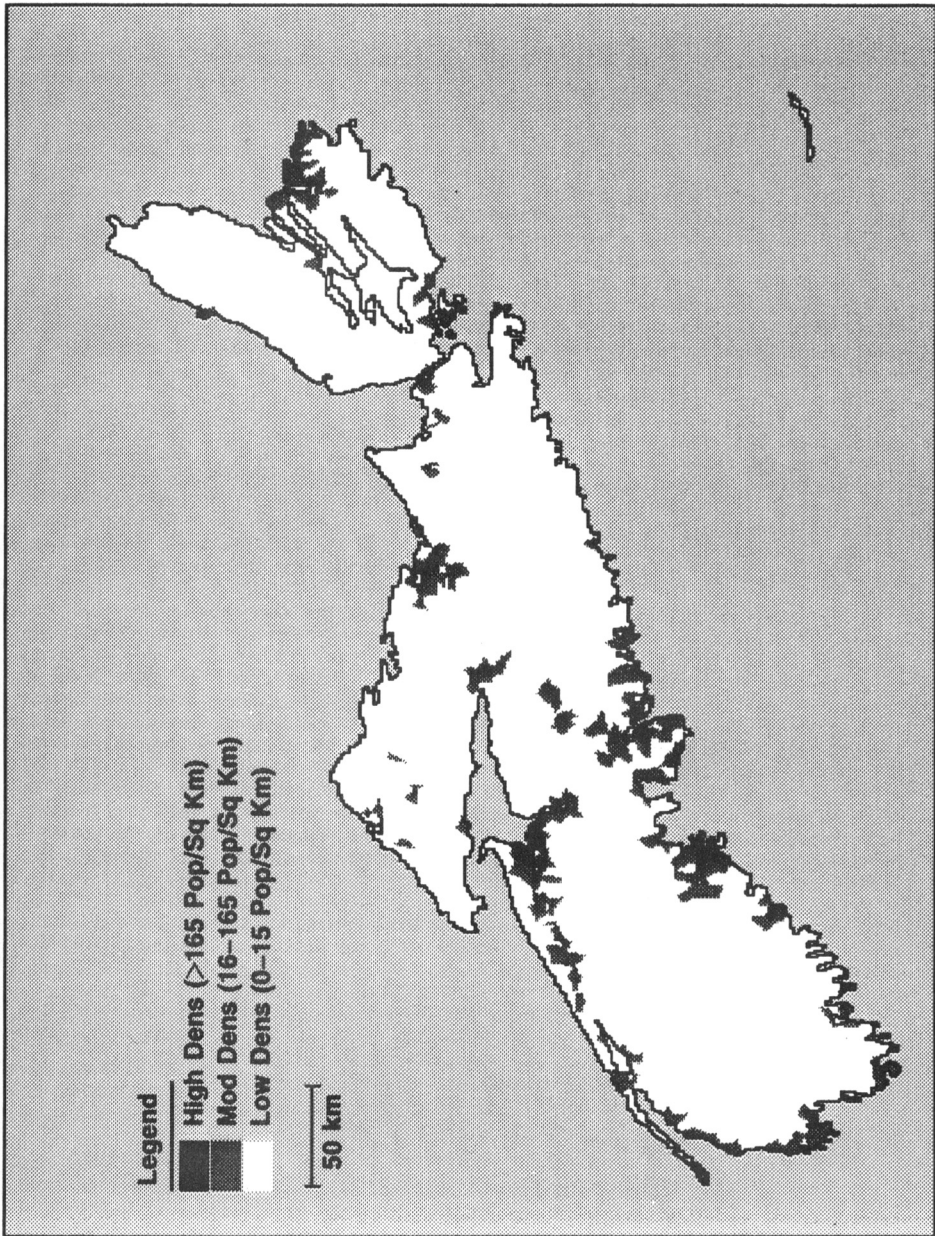 Legend
High Dens (>165 Pop/Sq Km)
Mod Dens (16–165 Pop/Sq Km)
Low Dens (0–15 Pop/Sq Km)
50 km